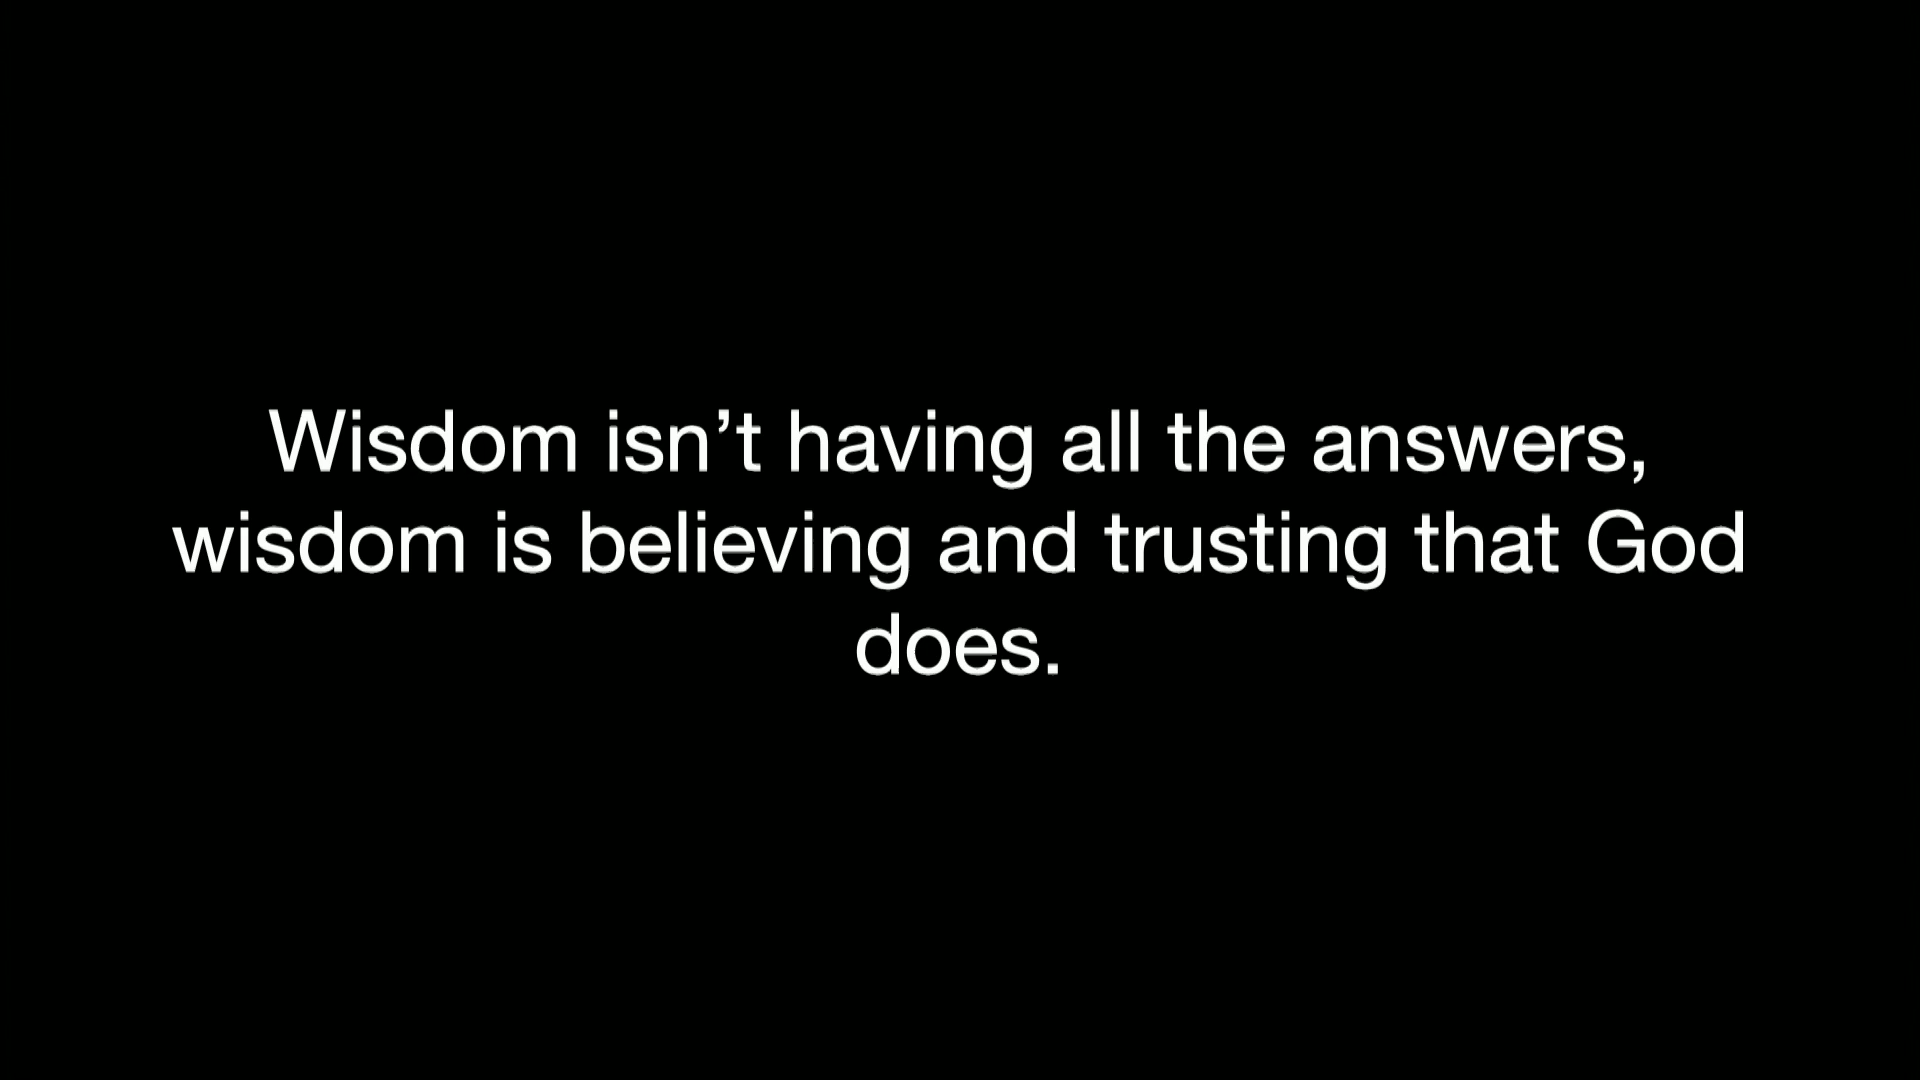 Wisdom isn’t having all the answers,
wisdom is believing and trusting that God
does.